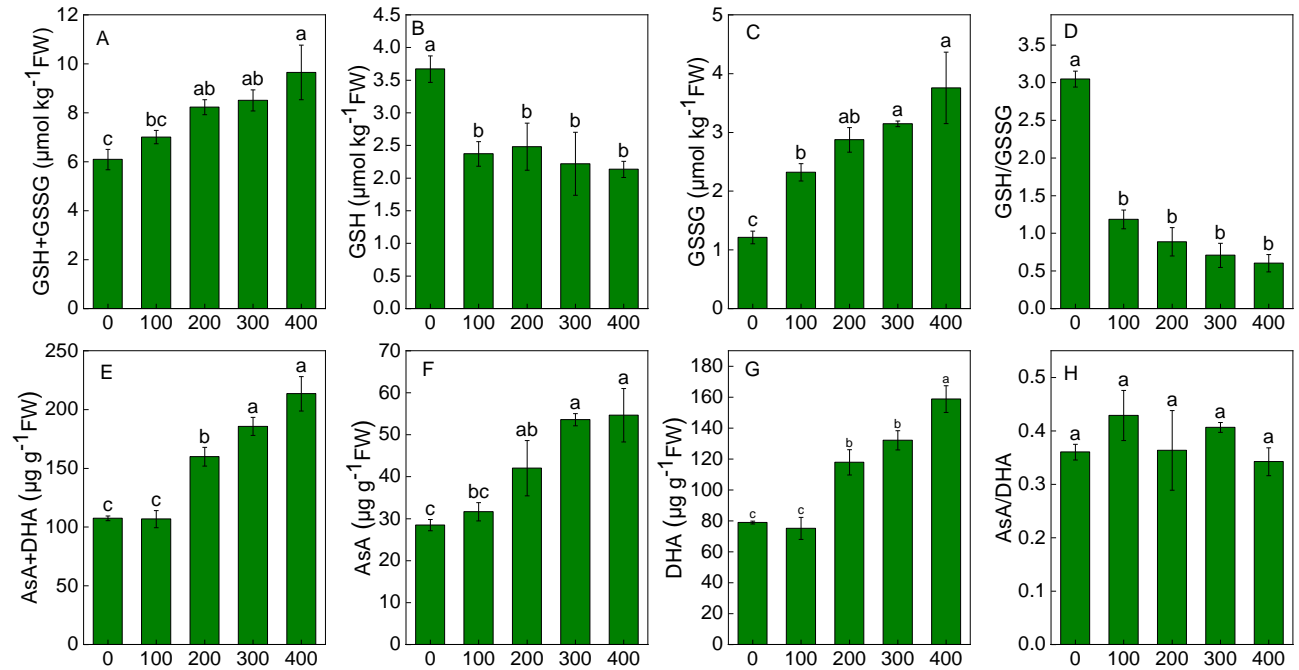 A
GSH+GSSG (μmol kg⁻¹FW)
12
10
8
6
4
2
0
c
bc
ab
ab
a
0 100 200 300 400
B
GSH (μmol kg⁻¹FW)
4.5
4.0
3.5
3.0
2.5
2.0
1.5
1.0
0.5
0.0
a
b
b
b
b
0 100 200 300 400
C
GSSG (μmol kg⁻¹FW)
5
4
3
2
1
0
c
b
ab
a
a
0 100 200 300 400
D
GSH/GSSG
3.5
3.0
2.5
2.0
1.5
1.0
0.5
0.0
a
b
b
b
b
0 100 200 300 400
E
AsA+DHA (μg g⁻¹FW)
250
200
150
100
50
0
c
c
b
a
a
0 100 200 300 400
F
AsA (μg g⁻¹FW)
70
60
50
40
30
20
10
0
c
bc
ab
a
a
0 100 200 300 400
G
DHA (μg g⁻¹FW)
180
160
140
120
100
80
60
40
20
0
c
c
b
b
a
0 100 200 300 400
H
AsA/DHA
0.5
0.4
0.3
0.2
0.1
0.0
a
a
a
a
a
0 100 200 300 400